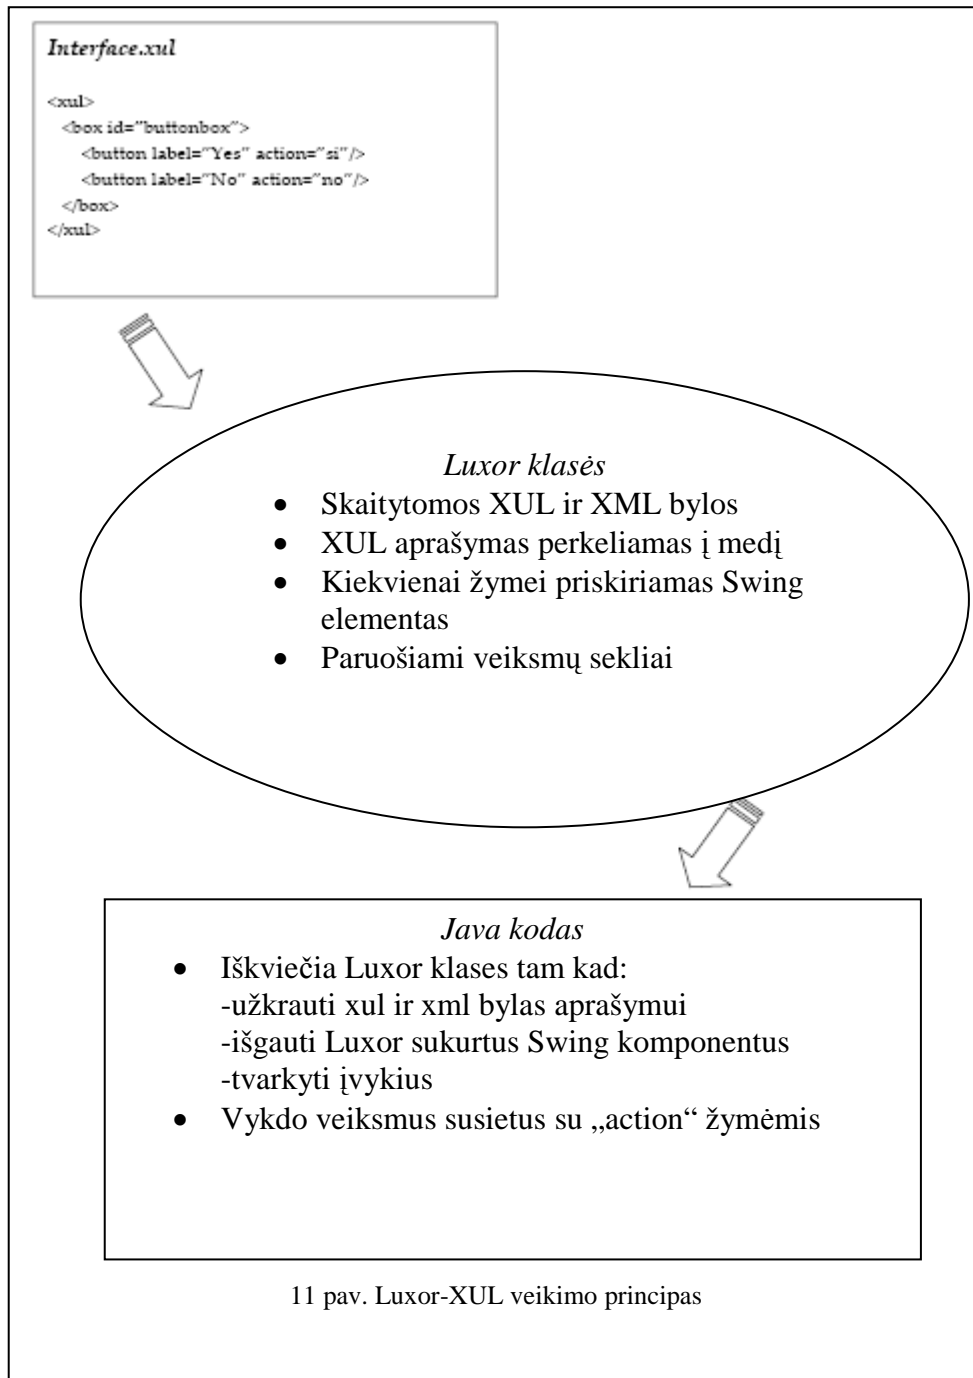 Interface.xul
<xul>
<box id="buttonbox">
<button label="Yes" action="si"/>
<button label="No" action="no"/>
</box>
</xul>
Luxor klasės
• Skaitytomos XUL ir XML bylos
• XUL aprašymas perkeliamas į medį
• Kiekvienai žymei priskiriamas Swing
elementas
• Paruošiami veiksmų sekliai
Java kodas
• Iškviečia Luxor klases tam kad:
-užkrauti xul ir xml bylas aprašymui
-išgauti Luxor sukurtus Swing komponentus
-tvarkyti įvykius
• Vykdo veiksmus susietus su „action“ žymėmis
11 pav. Luxor-XUL veikimo principas